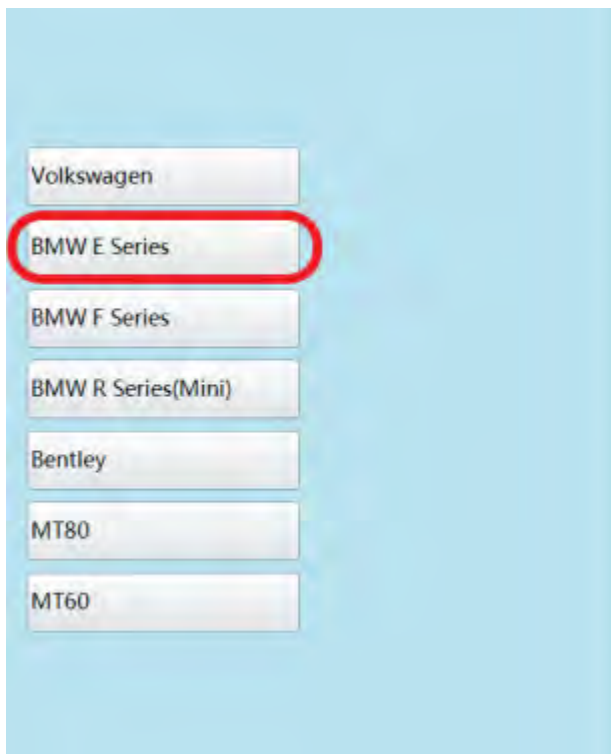 Volkswagen
BMW E Series
BMW F Series
BMW R Series(Mini)
Bentley
MT80
MT60